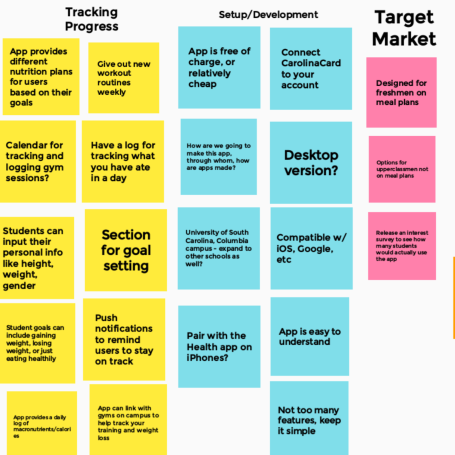 Tracking
Progress
App provides
different
nutrition plans
for users
based on their
goals
Give out new
workout
routines
weekly
Calendar for
tracking and
logging gym
sessions?
Have a log for
tracking what
you have ate
in a day
Students can
input their
personal info
like height,
weight,
gender
Section
for goal
setting
Student goals can
include gaining
weight, losing
weight, or just
eating healthily
Push
notifications
to remind
users to stay
on track
App provides a daily
log of
macronutrients/calori
es
App can link with
gyms on campus to
help track your
training and weight
loss
Setup/Development
App is free of
charge, or
relatively
cheap
Connect
CarolinaCard
to your
account
How are we going to
make this app,
through whom, how
are apps made?
Desktop
version?
University of South
Carolina, Columbia
campus - expand to
other schools as
well?
Compatible w/
iOS, Google,
etc
Pair with the
Health app on
iPhones?
App is easy to
understand
Not too many
features, keep
it simple
Target
Market
Designed for
freshmen on
meal plans
Options for
upperclassmen not
on meal plans
Release an interest
survey to see how
many students
would actually use
the app